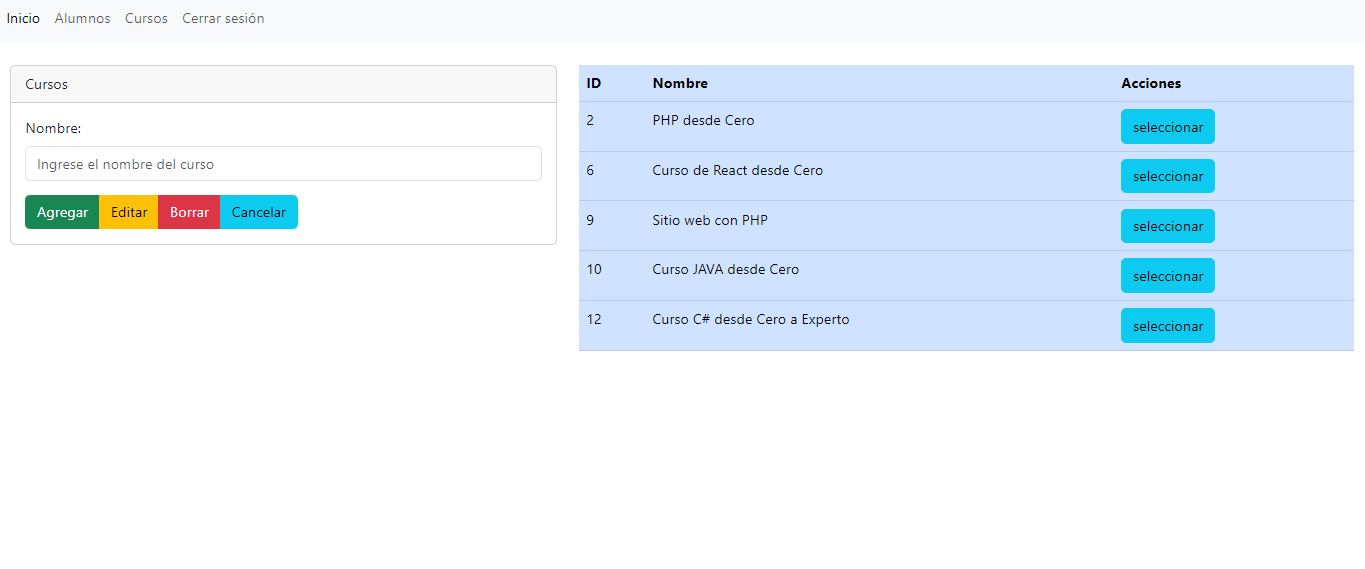 Inicio Alumnos Cursos Cerrar sesión
Cursos
Nombre:
Ingrese el nombre del curso
Agregar Editar Borrar Cancelar
ID Nombre Acciones
2 PHP desde Cero seleccionar
6 Curso de React desde Cero seleccionar
9 Sitio web con PHP seleccionar
10 Curso JAVA desde Cero seleccionar
12 Curso C# desde Cero a Experto seleccionar